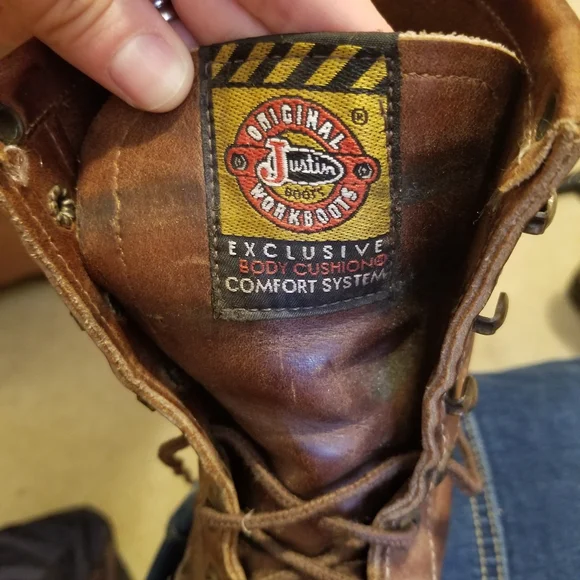 ORIGINAL
®
Justin
BOOTS
WORKBOOTS
EXCLUSIVE
BODY CUSHION®
COMFORT SYSTEM